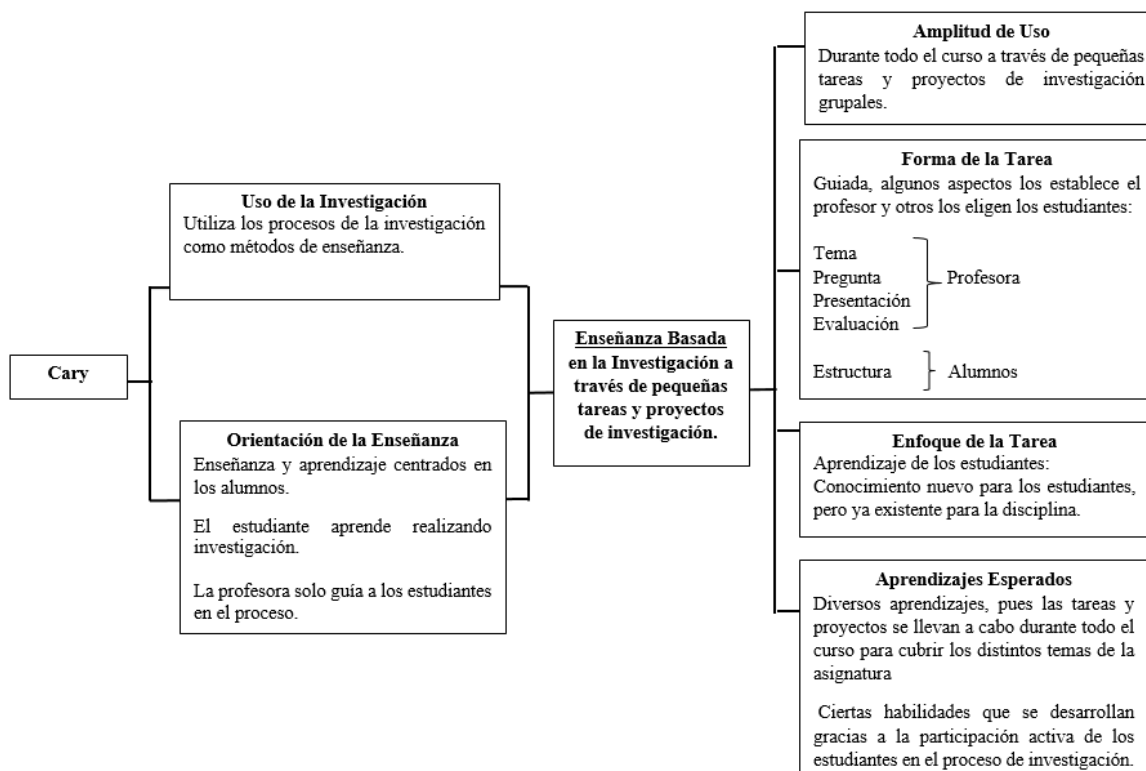 Cary
Uso de la Investigación
Utiliza los procesos de la investigación
como métodos de enseñanza.
Orientación de la Enseñanza
Enseñanza y aprendizaje centrados en
los alumnos.
El estudiante aprende realizando
investigación.
La profesora solo guía a los estudiantes
en el proceso.
Enseñanza Basada
en la Investigación a
través de pequeñas
tareas y proyectos
de investigación.
Amplitud de Uso
Durante todo el curso a través de pequeñas
tareas y proyectos de investigación
grupales.
Forma de la Tarea
Guiada, algunos aspectos los establece el
profesor y otros los eligen los estudiantes:
Tema
Pregunta
Presentación
Evaluación
Profesora
Estructura
Alumnos
Enfoque de la Tarea
Aprendizaje de los estudiantes:
Conocimiento nuevo para los estudiantes,
pero ya existente para la disciplina.
Aprendizajes Esperados
Diversos aprendizajes, pues las tareas y
proyectos se llevan a cabo durante todo el
curso para cubrir los distintos temas de la
asignatura
Ciertas habilidades que se desarrollan
gracias a la participación activa de los
estudiantes en el proceso de investigación.